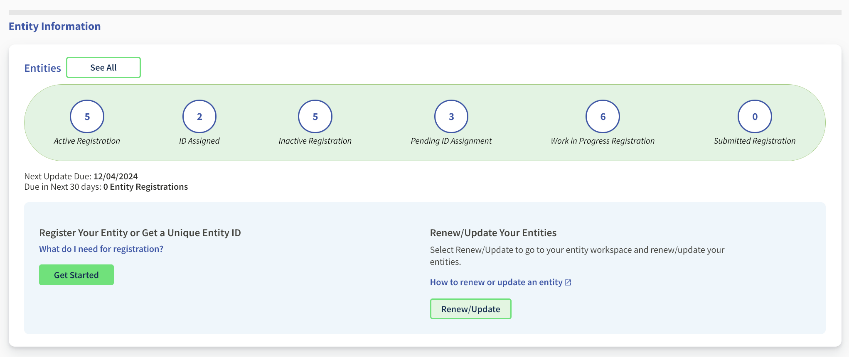 Entity Information
Entities
See All
5
2
5
3
6
0
Active Registration
ID Assigned
Inactive Registration
Pending ID Assignment
Work in Progress Registration
Submitted Registration
Next Update Due: 12/04/2024
Due in Next 30 days: 0 Entity Registrations
Register Your Entity or Get a Unique Entity ID
What do I need for registration?
Get Started
Renew/Update Your Entities
Select Renew/Update to go to your entity workspace and renew/update your
entities.
How to renew or update an entity
Renew/Update